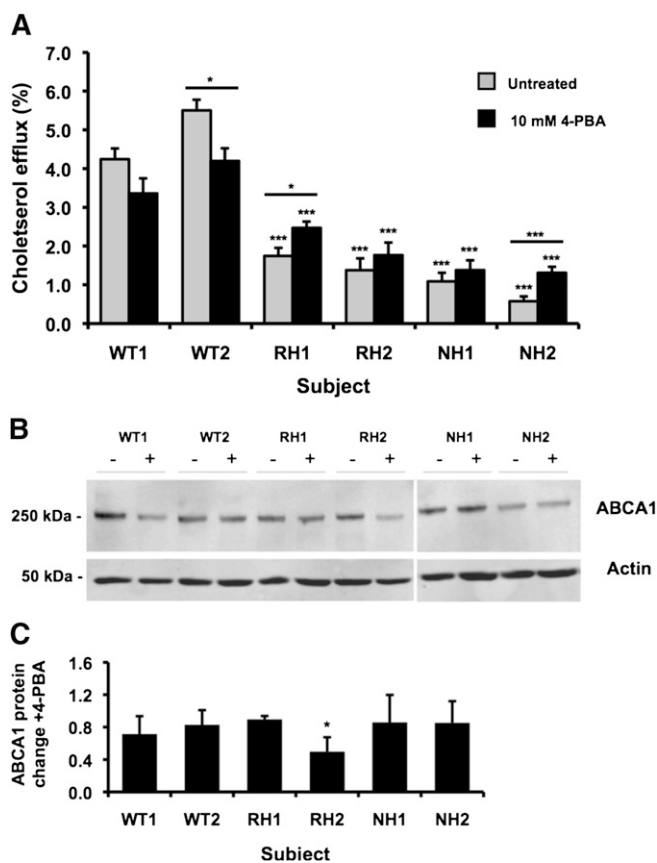 A
Choletserol efflux (%)
7.0
6.0
5.0
4.0
3.0
2.0
1.0
0.0
Untreated
10 mM 4-PBA
*
*
***
***
***
***
***
***
***
***
***
WT1 WT2 RH1 RH2 NH1 NH2
Subject
B
WT1 WT2 RH1 RH2 NH1 NH2
- + - + - + - + - + - +
250 kDa - ABCA1
50 kDa - Actin
C
ABCA1 protein
change +4-PBA
1.6
1.2
0.8
0.4
0.0
*
WT1 WT2 RH1 RH2 NH1 NH2
Subject